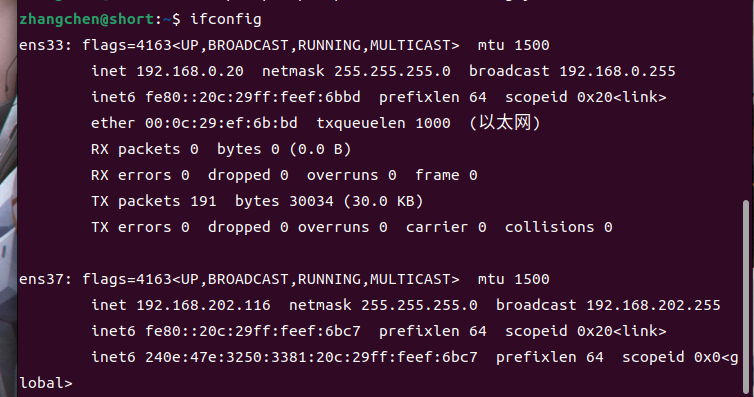 zhangchen@short:~$ ifconfig
ens33: flags=4163<UP,BROADCAST,RUNNING,MULTICAST>  mtu 1500
        inet 192.168.0.20  netmask 255.255.255.0  broadcast 192.168.0.255
        inet6 fe80::20c:29ff:feef:6bbd  prefixlen 64  scopeid 0x20<link>
        ether 00:0c:29:ef:6b:bd  txqueuelen 1000  (以太网)
        RX packets 0  bytes 0 (0.0 B)
        RX errors 0  dropped 0  overruns 0  frame 0
        TX packets 191  bytes 30034 (30.0 KB)
        TX errors 0  dropped 0 overruns 0  carrier 0  collisions 0

ens37: flags=4163<UP,BROADCAST,RUNNING,MULTICAST>  mtu 1500
        inet 192.168.202.116  netmask 255.255.255.0  broadcast 192.168.202.255
        inet6 fe80::20c:29ff:feef:6bc7  prefixlen 64  scopeid 0x20<link>
        inet6 240e:47e:3250:3381:20c:29ff:feef:6bc7  prefixlen 64  scopeid 0x0<g
lobal>